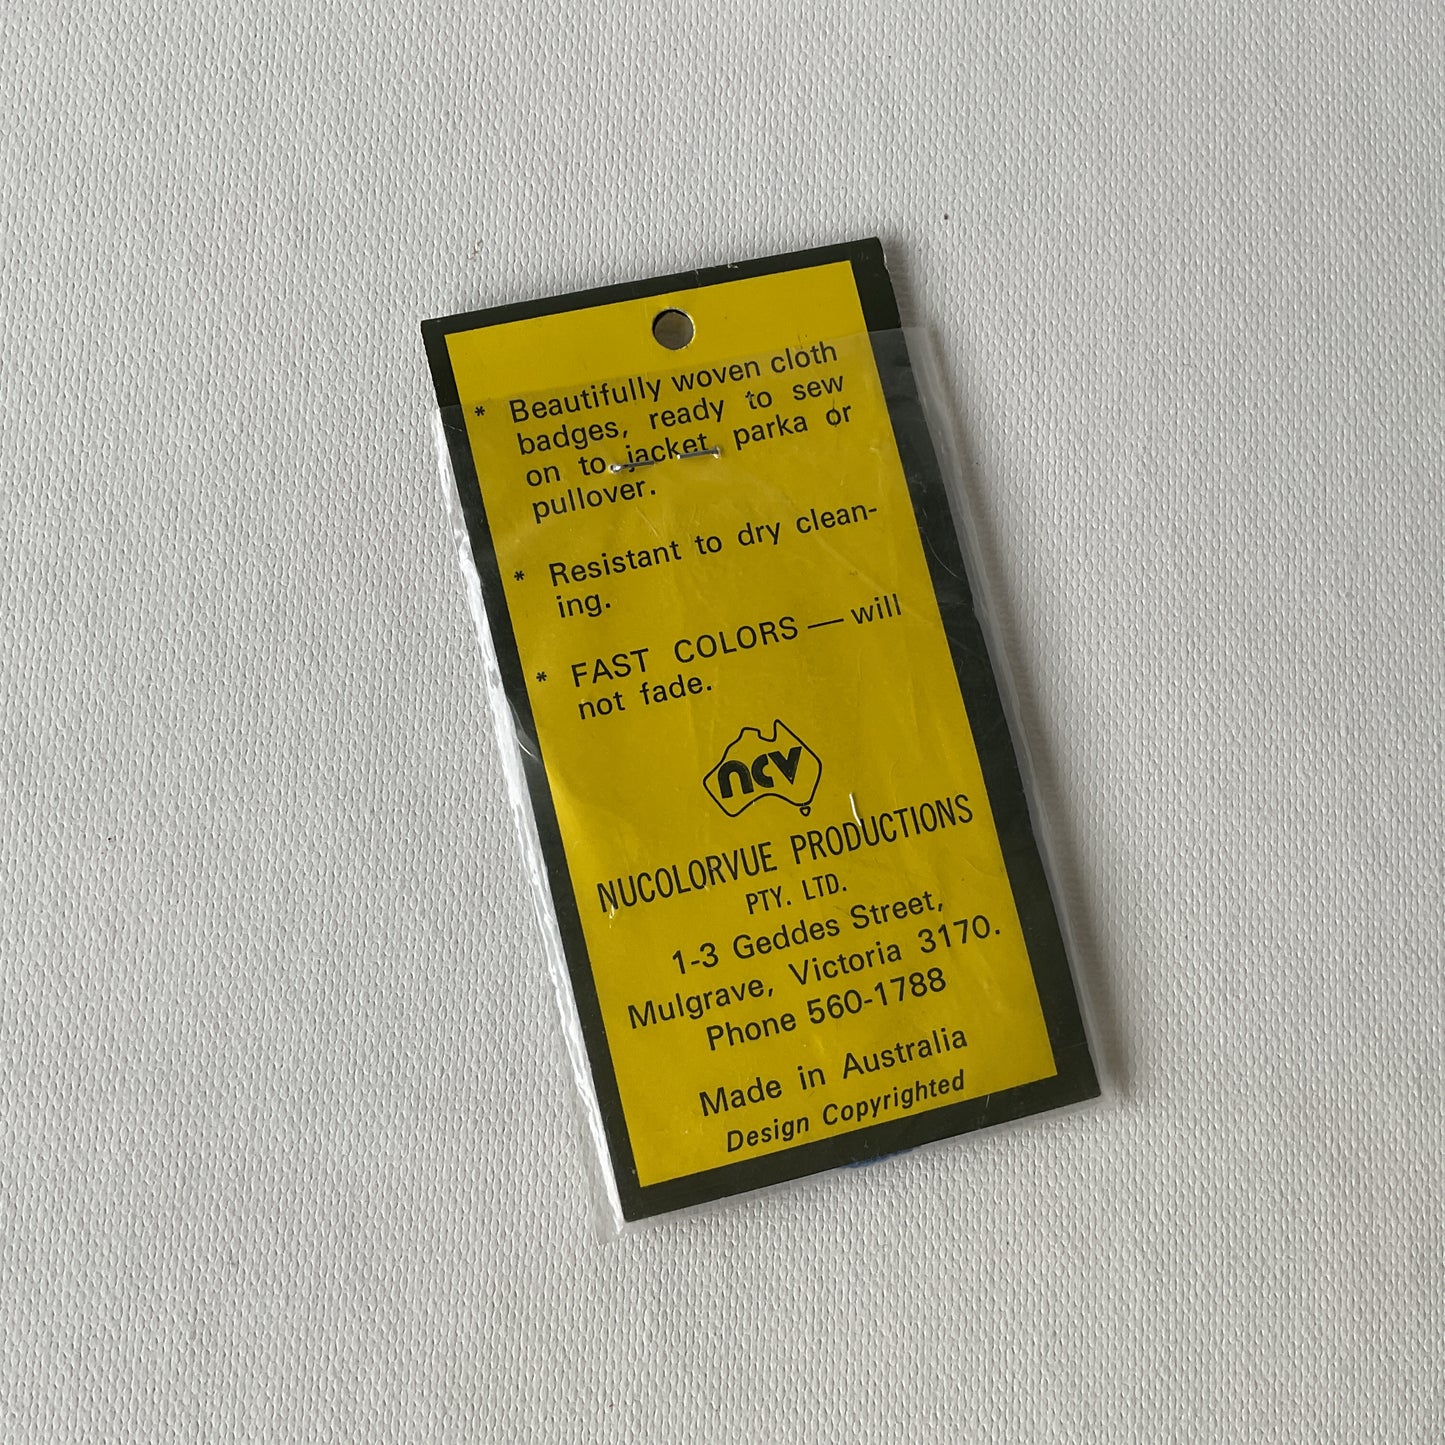 * Beautifully woven cloth
badges, ready to sew
on to jacket, parka or
pullover.
* Resistant to dry clean-
ing.
* FAST COLORS — will
not fade.
ncv
NUCOLORVUE PRODUCTIONS
PTY. LTD.
1-3 Geddes Street,
Mulgrave, Victoria 3170.
Phone 560-1788
Made in Australia
Design Copyrighted